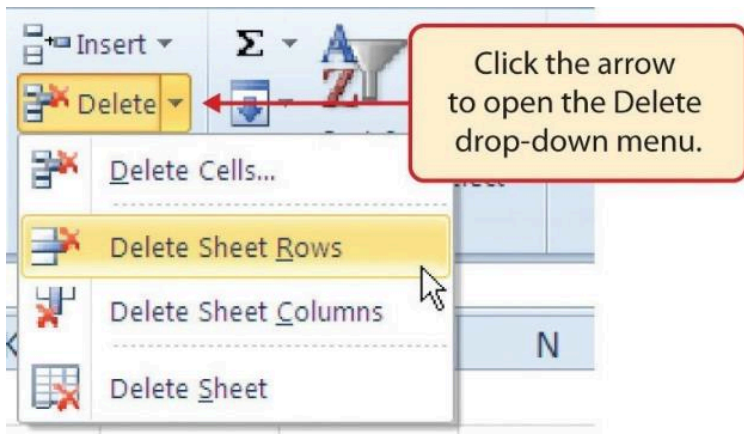 Insert
Σ
A
Z
Delete
Click the arrow
to open the Delete
drop-down menu.
Delete Cells...
Delete Sheet Rows
Delete Sheet Columns
N
Delete Sheet